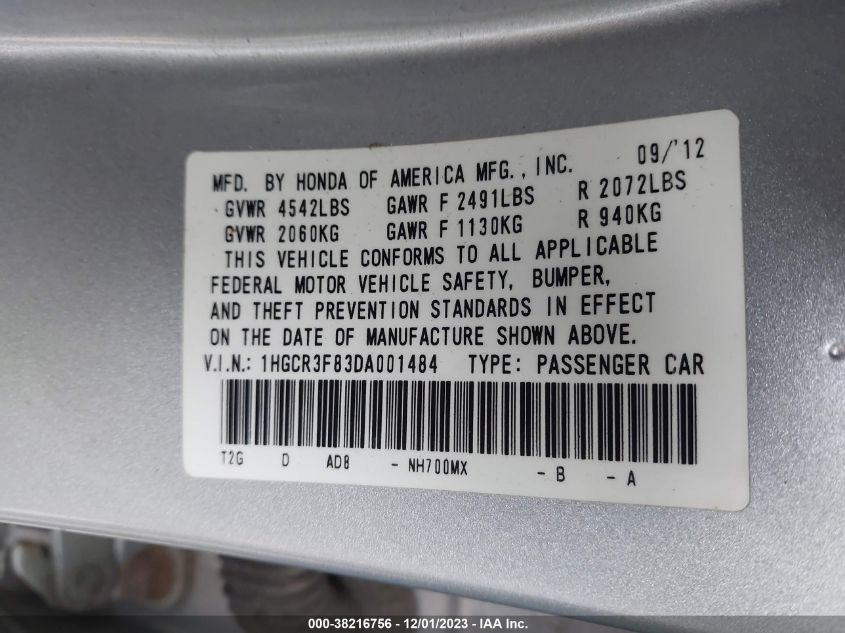 09/'12
MFD. BY HONDA OF AMERICA MFG., INC.
GVWR 4542LBS GAWR F 2491LBS R 2072LBS
GVWR 2060KG GAWR F 1130KG R 940KG
THIS VEHICLE CONFORMS TO ALL APPLICABLE
FEDERAL MOTOR VEHICLE SAFETY, BUMPER,
AND THEFT PREVENTION STANDARDS IN EFFECT
ON THE DATE OF MANUFACTURE SHOWN ABOVE.
V.I.N.: 1HGCR3F83DA001484 TYPE: PASSENGER CAR
T2G D AD8 - NH700MX - B - A
000-38216756 - 12/01/2023 - IAA Inc.